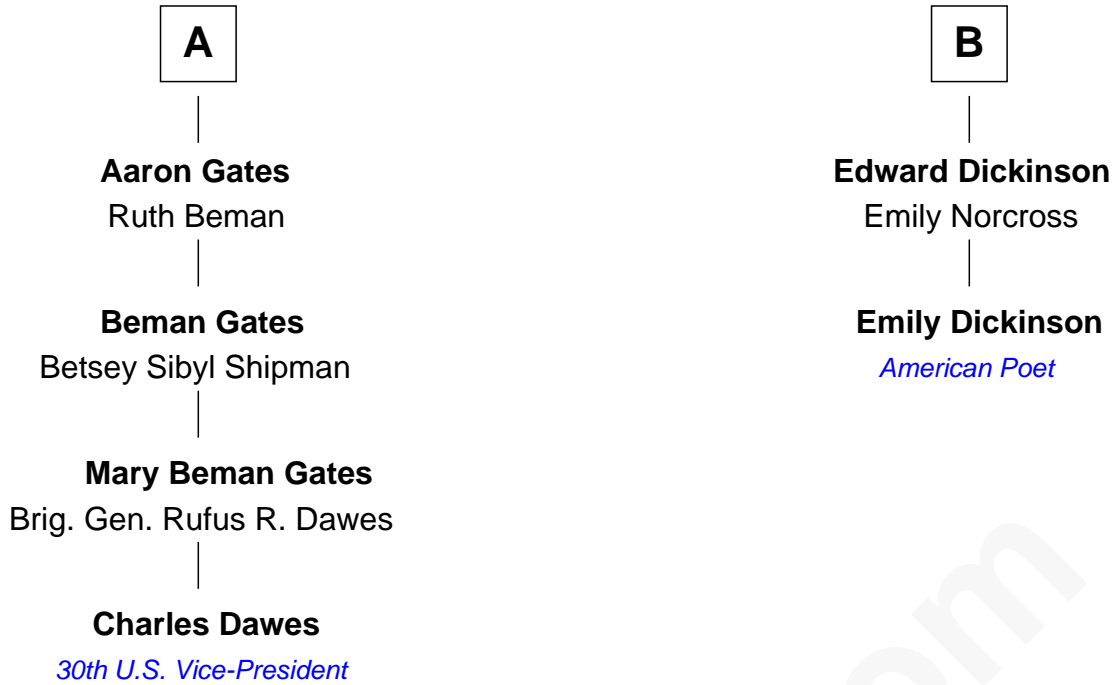 A
Aaron Gates
Ruth Beman
Beman Gates
Betsey Sibyl Shipman
Mary Beman Gates
Brig. Gen. Rufus R. Dawes
Charles Dawes
30th U.S. Vice-President
B
Edward Dickinson
Emily Norcross
Emily Dickinson
American Poet
om